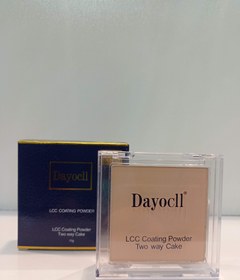 Dayocll
LCC COATING POWDER
LCC Coating Powder
Two way Cake
Dayocll
LCC Coating Powder
Two way Cake